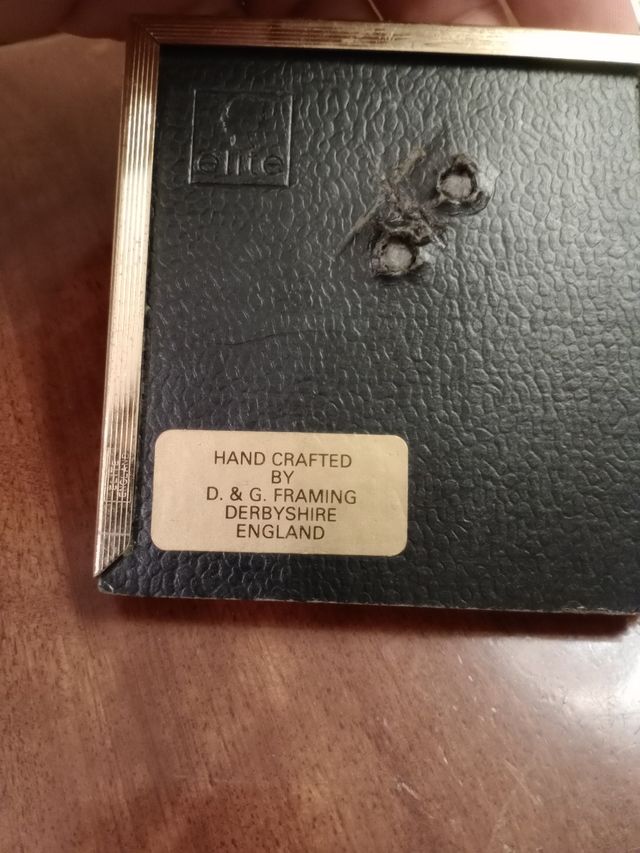 elite
HAND CRAFTED
BY
D. & G. FRAMING
DERBYSHIRE
ENGLAND